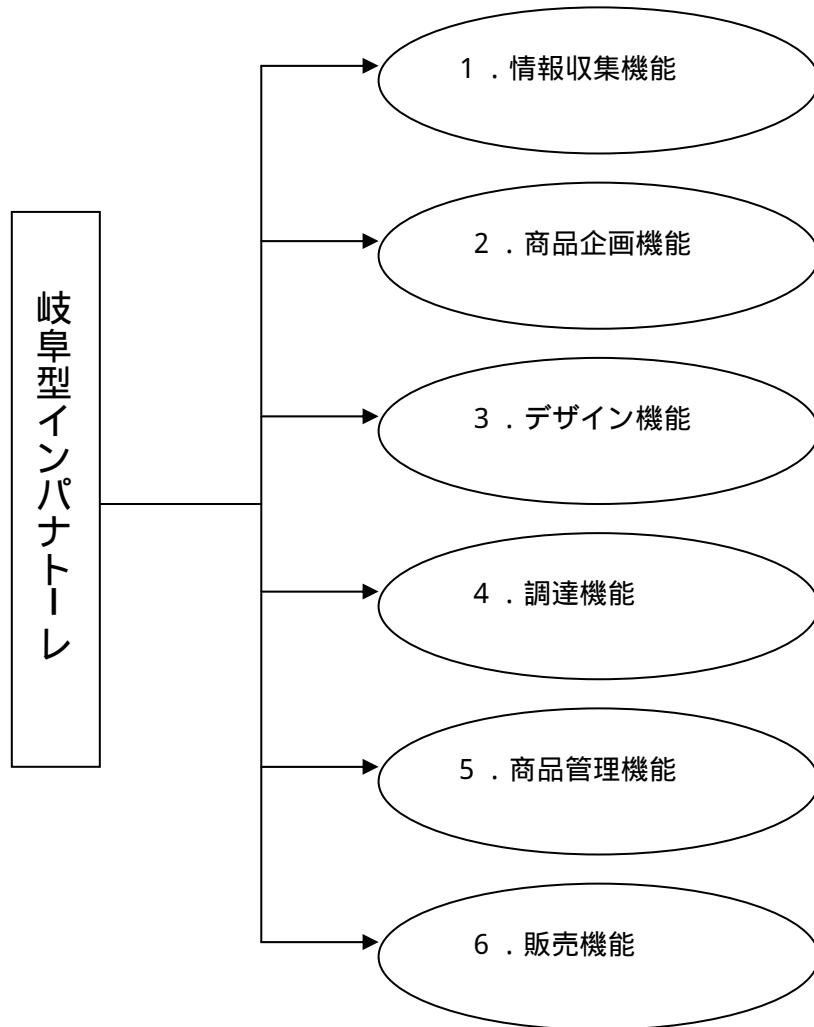 岐阜型インパナトーレ
1．情報収集機能
2．商品企画機能
3．デザイン機能
4．調達機能
5．商品管理機能
6．販売機能